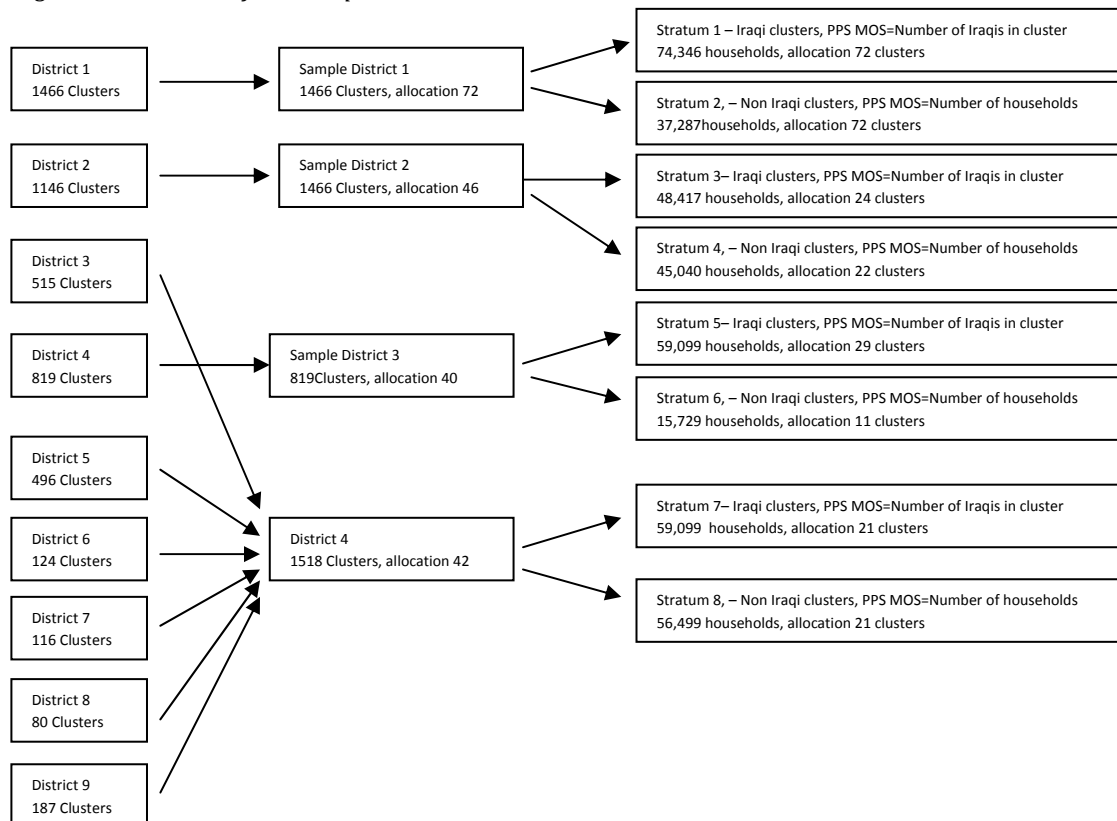 District 1
1466 Clusters
District 2
1146 Clusters
District 3
515 Clusters
District 4
819 Clusters
District 5
496 Clusters
District 6
124 Clusters
District 7
116 Clusters
District 8
80 Clusters
District 9
187 Clusters
Sample District 1
1466 Clusters, allocation 72
Sample District 2
1466 Clusters, allocation 46
Sample District 3
819Clusters, allocation 40
District 4
1518 Clusters, allocation 42
Stratum 1 – Iraqi clusters, PPS MOS=Number of Iraqis in cluster
74,346 households, allocation 72 clusters
Stratum 2, – Non Iraqi clusters, PPS MOS=Number of households
37,287households, allocation 72 clusters
Stratum 3– Iraqi clusters, PPS MOS=Number of Iraqis in cluster
48,417 households, allocation 24 clusters
Stratum 4, – Non Iraqi clusters, PPS MOS=Number of households
45,040 households, allocation 22 clusters
Stratum 5– Iraqi clusters, PPS MOS=Number of Iraqis in cluster
59,099 households, allocation 29 clusters
Stratum 6, – Non Iraqi clusters, PPS MOS=Number of households
15,729 households, allocation 11 clusters
Stratum 7– Iraqi clusters, PPS MOS=Number of Iraqis in cluster
59,099 households, allocation 21 clusters
Stratum 8, – Non Iraqi clusters, PPS MOS=Number of households
56,499 households, allocation 21 clusters